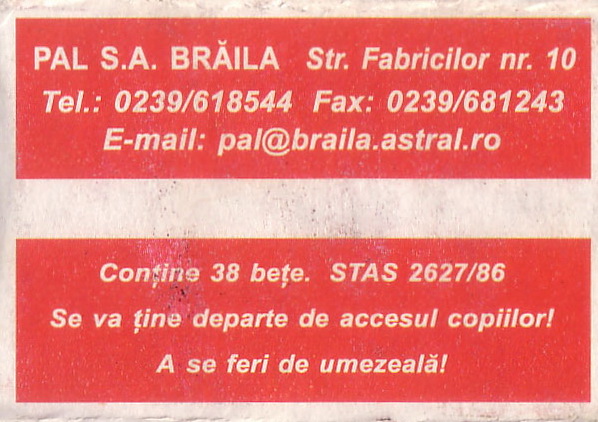 PAL S.A. BRĂILA Str. Fabricilor nr. 10
Tel.: 0239/618544 Fax: 0239/681243
E-mail: pal@braila.astral.ro
Conține 38 bețe. STAS 2627/86
Se va ține departe de accesul copiilor!
A se feri de umezeală!